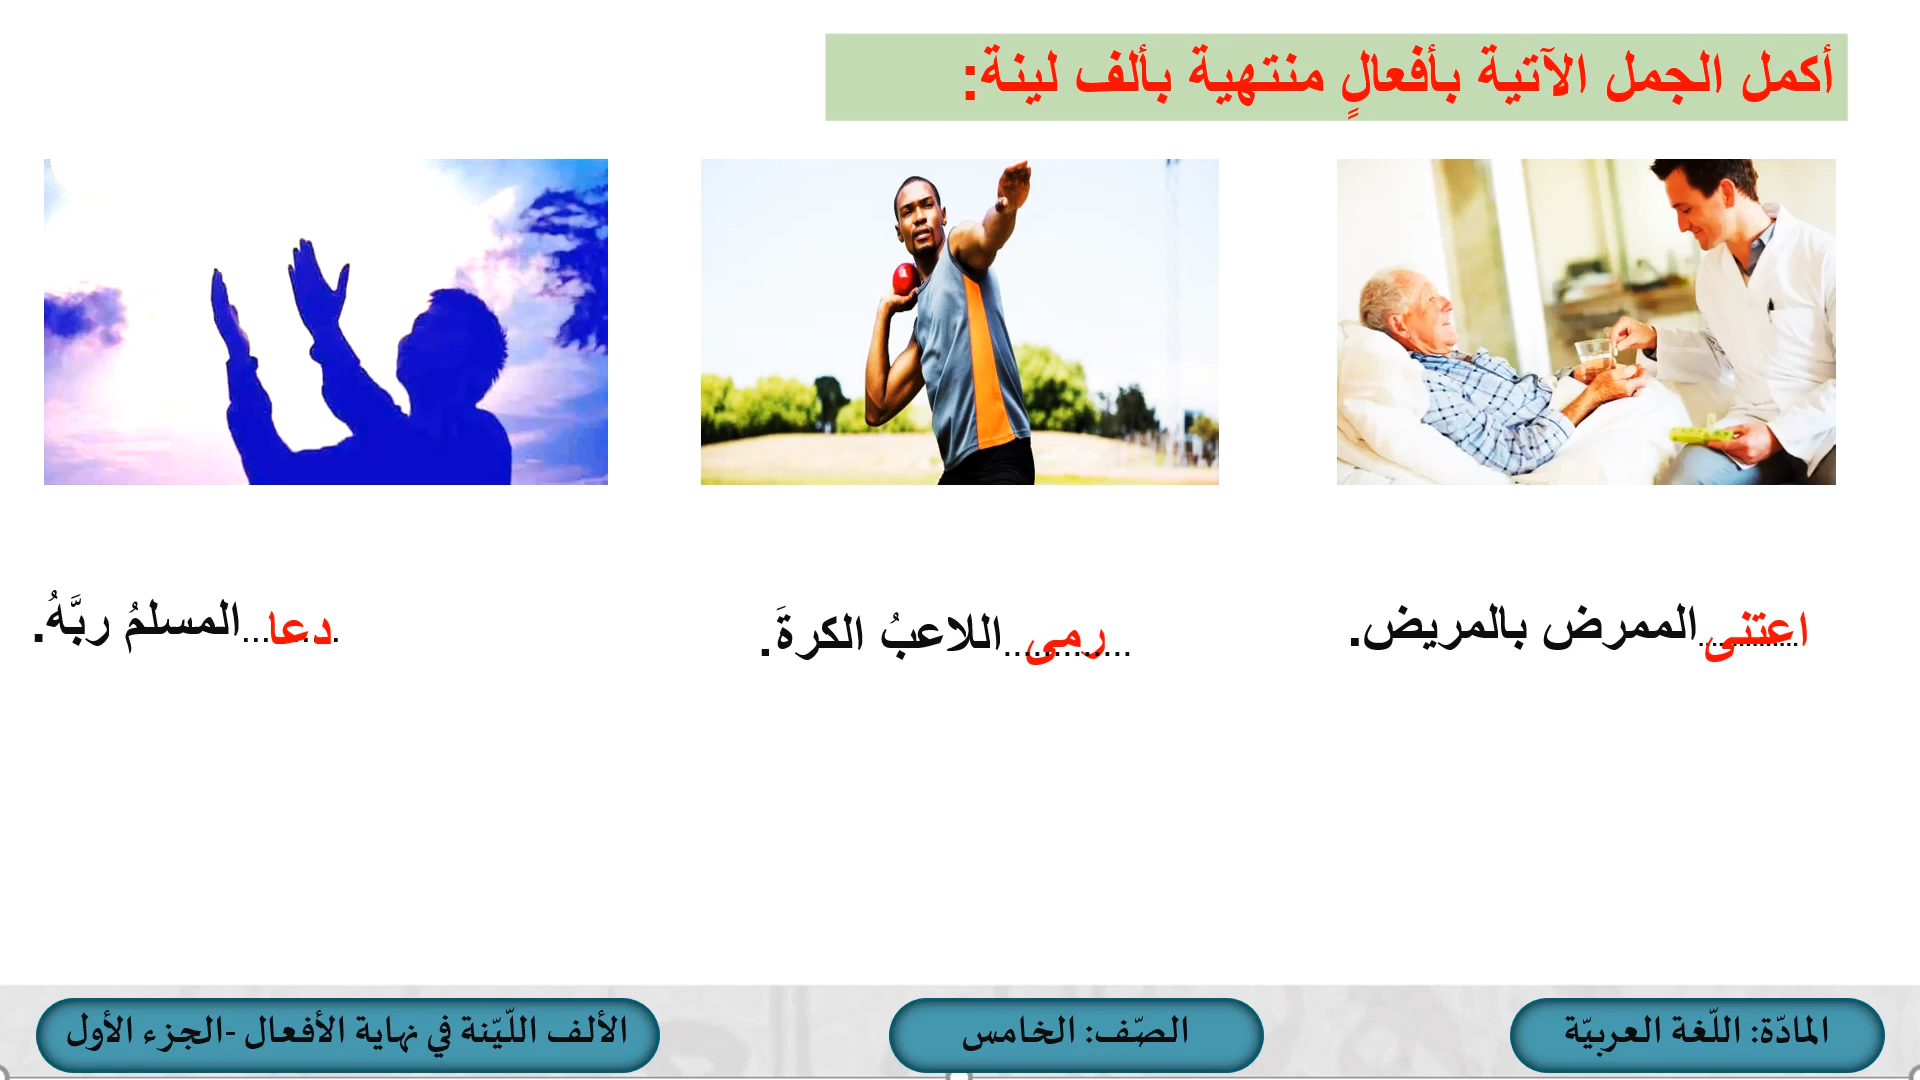 أكمل الجمل الآتية بأفعالٍ منتهية بألف لينة:
اعتنى الممرض بالمريض.
رمى اللاعبُ الكرةَ.
دعا المسلمُ ربَّهُ.
المادّة: اللّغة العربيّة
الصّف: الخامس
الألف اللّيّنة في نهاية الأفعال -الجزء الأول